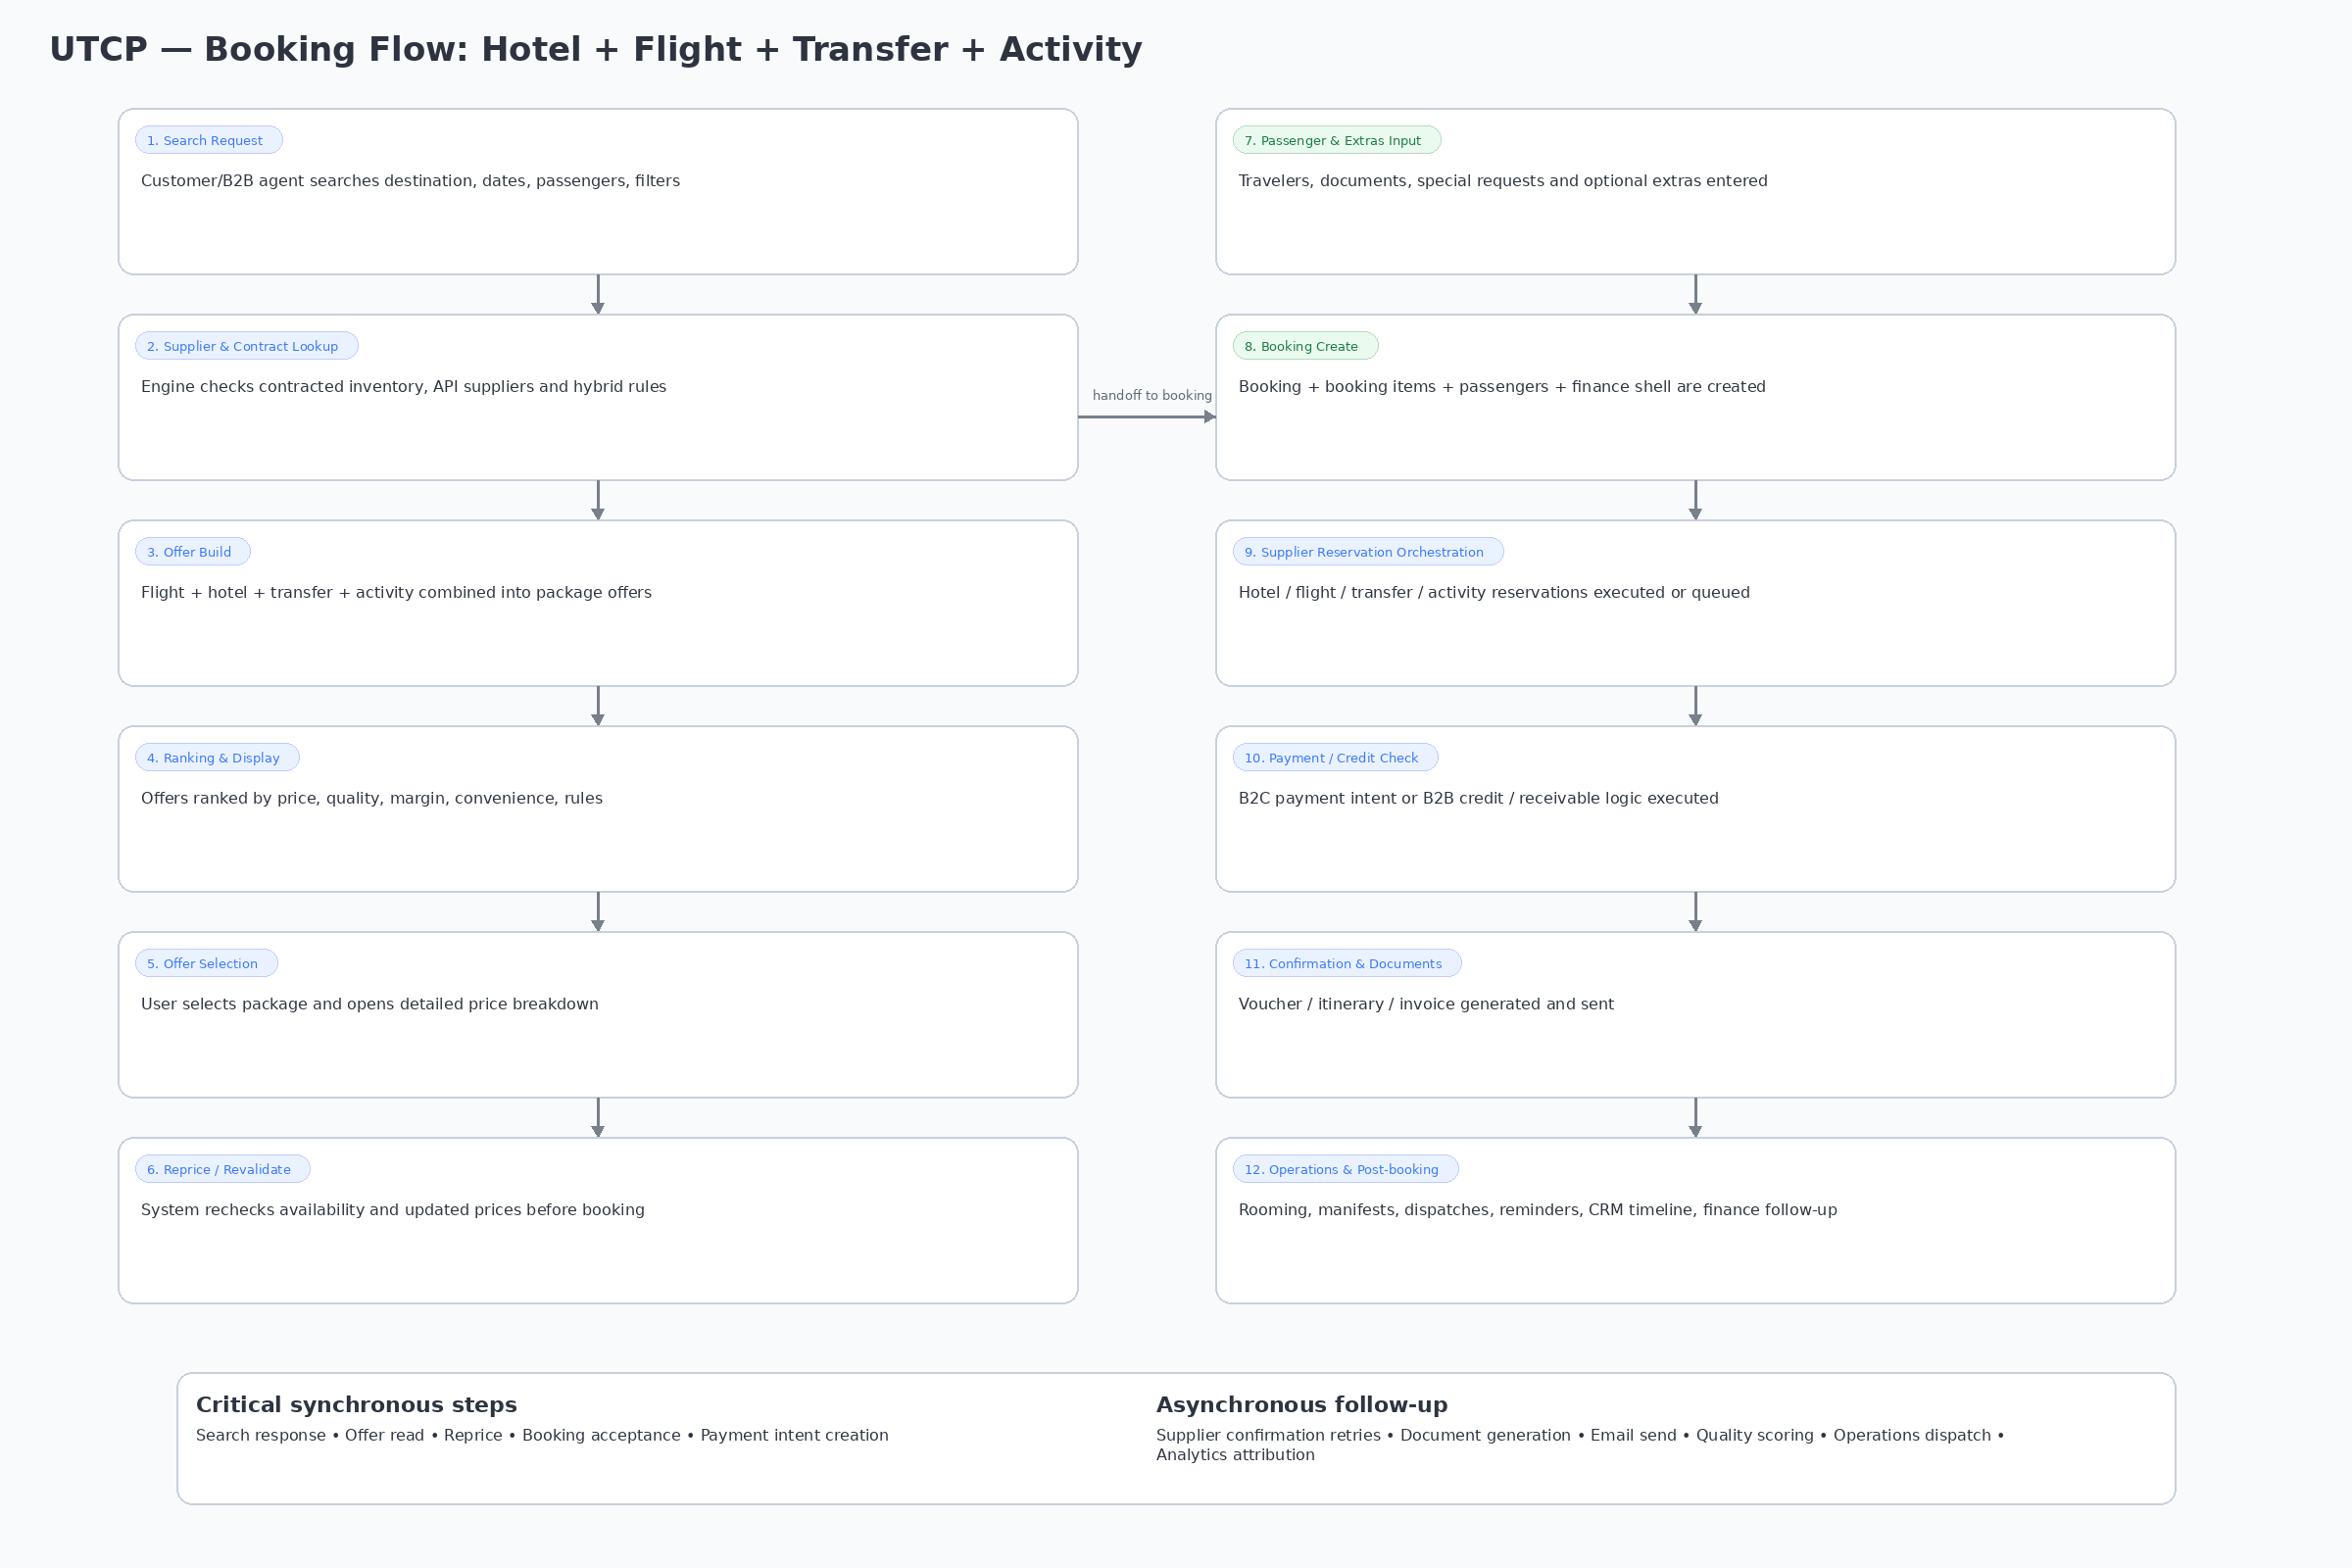 UTCP — Booking Flow: Hotel + Flight + Transfer + Activity
1. Search Request
Customer/B2B agent searches destination, dates, passengers, filters
2. Supplier & Contract Lookup
Engine checks contracted inventory, API suppliers and hybrid rules
3. Offer Build
Flight + hotel + transfer + activity combined into package offers
4. Ranking & Display
Offers ranked by price, quality, margin, convenience, rules
5. Offer Selection
User selects package and opens detailed price breakdown
6. Reprice / Revalidate
System rechecks availability and updated prices before booking
handoff to booking
7. Passenger & Extras Input
Travelers, documents, special requests and optional extras entered
8. Booking Create
Booking + booking items + passengers + finance shell are created
9. Supplier Reservation Orchestration
Hotel / flight / transfer / activity reservations executed or queued
10. Payment / Credit Check
B2C payment intent or B2B credit / receivable logic executed
11. Confirmation & Documents
Voucher / itinerary / invoice generated and sent
12. Operations & Post-booking
Rooming, manifests, dispatches, reminders, CRM timeline, finance follow-up
Critical synchronous steps
Search response • Offer read • Reprice • Booking acceptance • Payment intent creation
Asynchronous follow-up
Supplier confirmation retries • Document generation • Email send • Quality scoring • Operations dispatch •
Analytics attribution